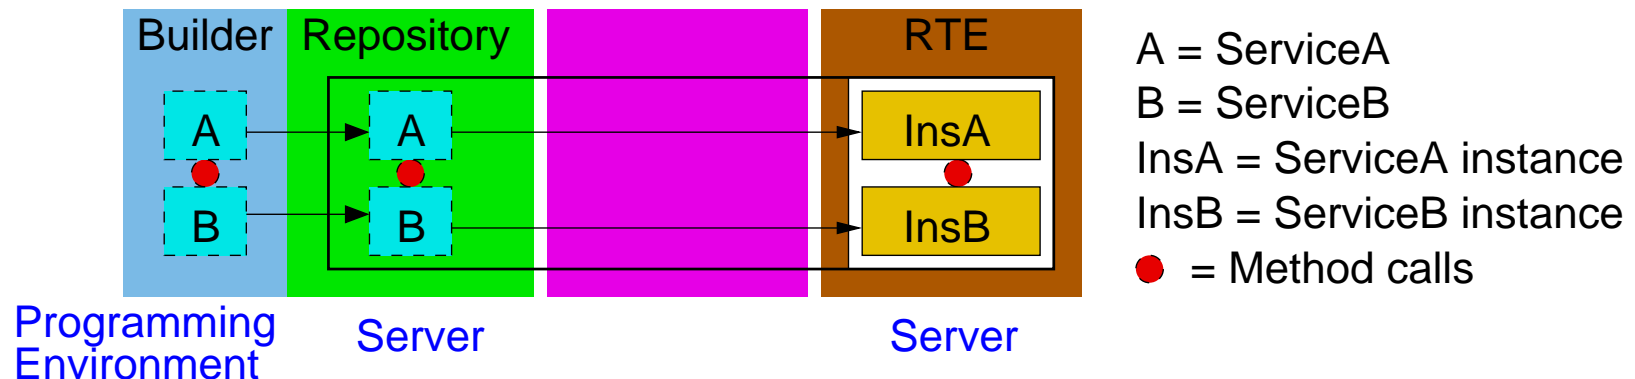 Builder
Repository
RTE
A
A
InsA
B
B
InsB
Programming
Environment
Server
Server
A = ServiceA
B = ServiceB
InsA = ServiceA instance
InsB = ServiceB instance
= Method calls